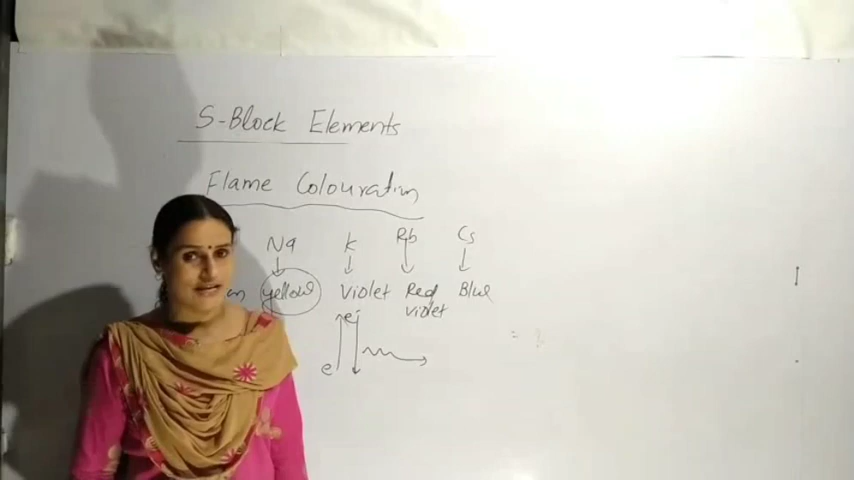 S-Block Elements
Flame Colouration
Na K Rb Cs
yellow Violet Red Blue
violet
e-
e